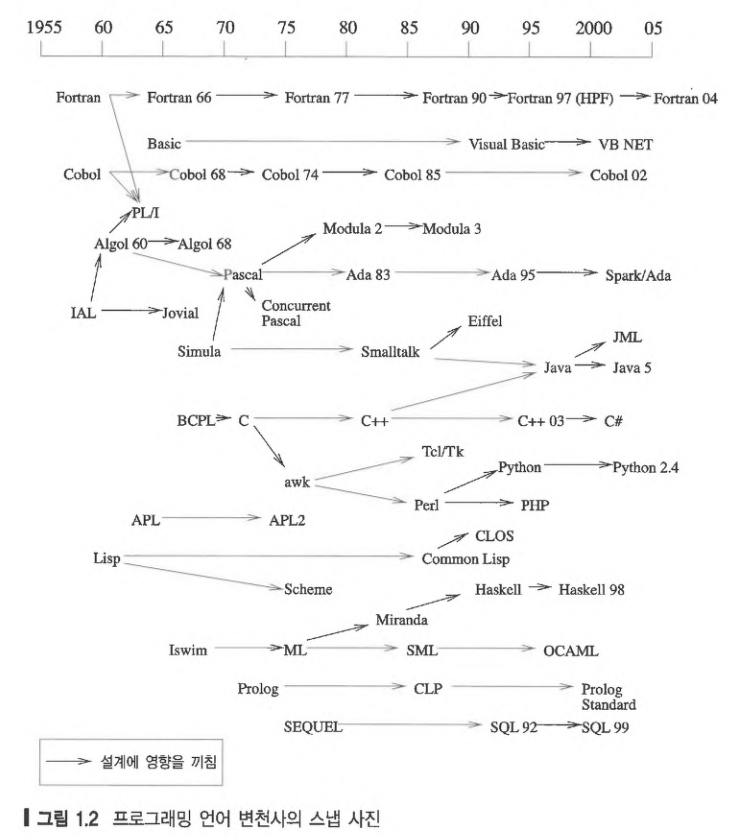 1955 60 65 70 75 80 85 90 95 2000 05
Fortran Fortran 66 Fortran 77 Fortran 90 Fortran 97 (HPF) Fortran 04
Basic Visual Basic VB NET
Cobol Cobol 68 Cobol 74 Cobol 85 Cobol 02
PL/I
Modula 2 Modula 3
Algol 60 Algol 68
Pascal Ada 83 Ada 95 Spark/Ada
IAL Jovial
Concurrent
Pascal
Eiffel
JML
Simula Smalltalk
Java Java 5
BCPL C C++ C++ 03 C#
Tcl/Tk
Python Python 2.4
awk
Perl PHP
APL APL2
CLOS
Lisp Common Lisp
Scheme Haskell Haskell 98
Miranda
Iswim ML SML OCAML
Prolog CLP Prolog
Standard
SEQUEL SQL 92 SQL 99
설계에 영향을 끼침
그림 1.2 프로그래밍 언어 변천사의 스냅 사진